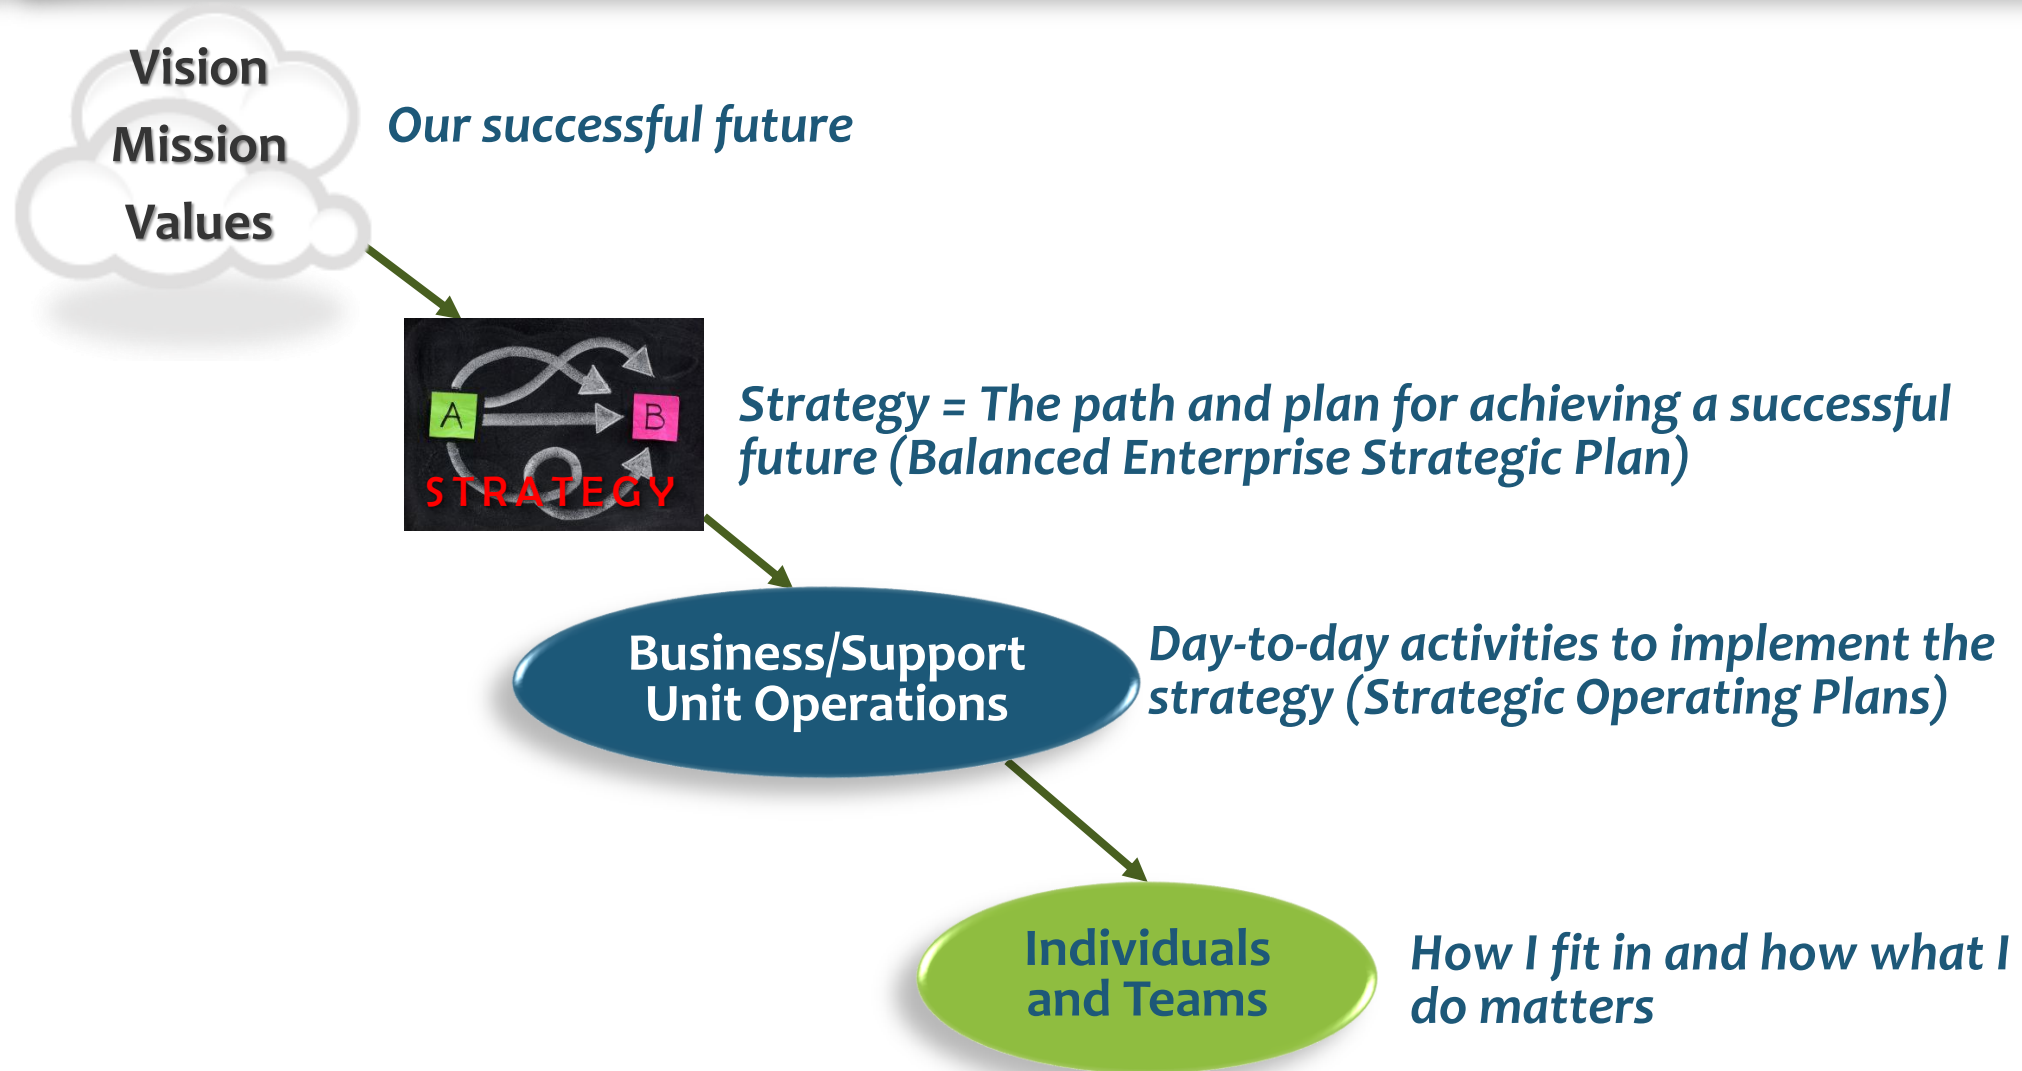 Vision
Mission
Values
Our successful future
A
B
STRATEGY
Strategy = The path and plan for achieving a successful
future (Balanced Enterprise Strategic Plan)
Business/Support
Unit Operations
Day-to-day activities to implement the
strategy (Strategic Operating Plans)
Individuals
and Teams
How I fit in and how what I
do matters